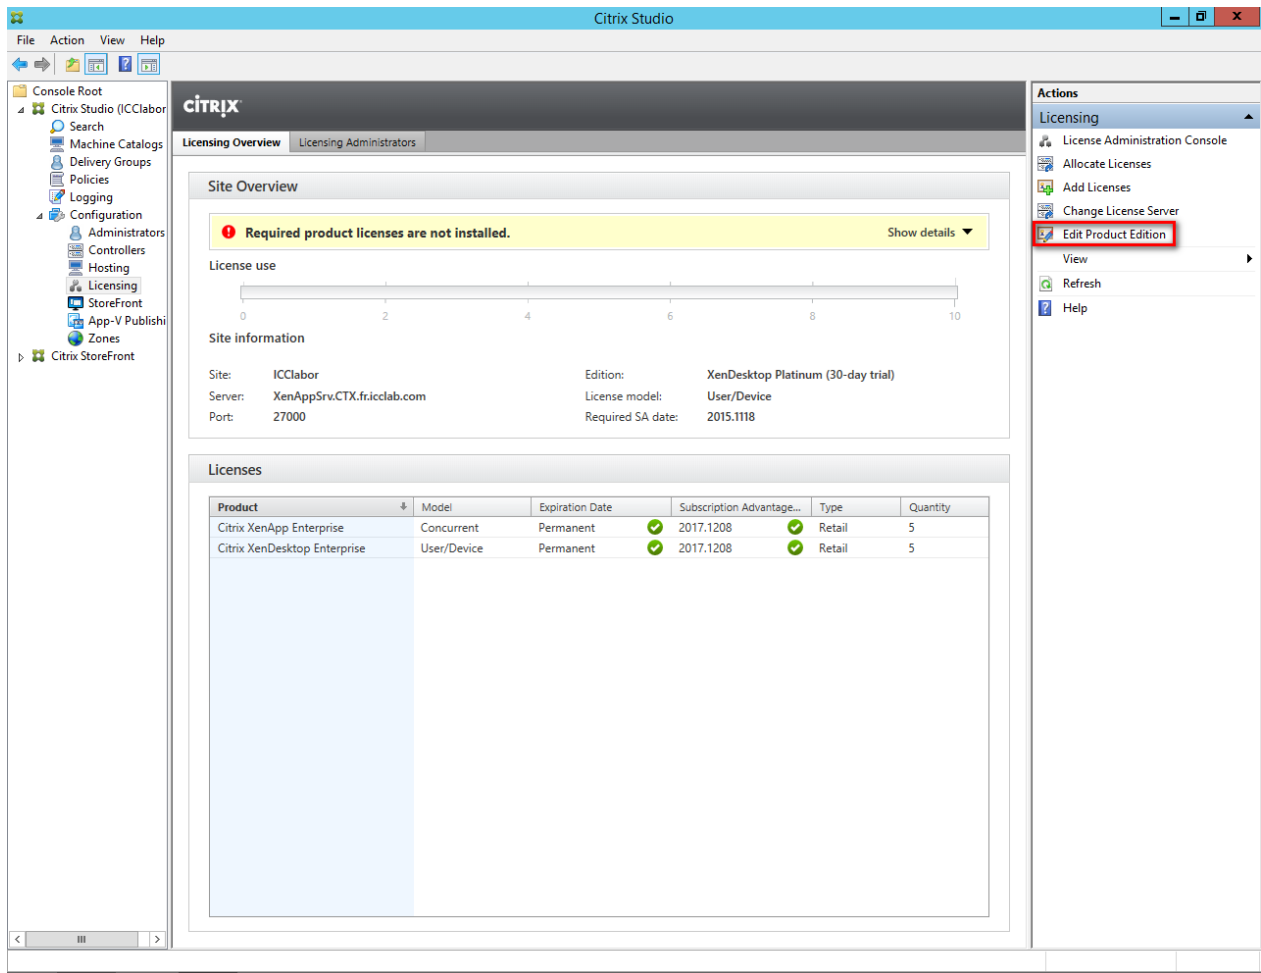 Citrix Studio
File Action View Help
Console Root
Citrix Studio (ICClabor
Search
Machine Catalogs
Delivery Groups
Policies
Logging
Configuration
Administrators
Controllers
Hosting
Licensing
StoreFront
App-V Publishi
Zones
Citrix StoreFront
CITRIX
Licensing Overview Licensing Administrators
Site Overview
Required product licenses are not installed. Show details
License use
0 2 4 6 8 10
Site information
Site: ICClabor Edition: XenDesktop Platinum (30-day trial)
Server: XenAppSrv.CTX.fr.icclab.com License model: User/Device
Port: 27000 Required SA date: 2015.1118
Licenses
Product Model Expiration Date Subscription Advantage... Type Quantity
Citrix XenApp Enterprise Concurrent Permanent 2017.1208 Retail 5
Citrix XenDesktop Enterprise User/Device Permanent 2017.1208 Retail 5
Actions
Licensing
License Administration Console
Allocate Licenses
Add Licenses
Change License Server
Edit Product Edition
View
Refresh
Help